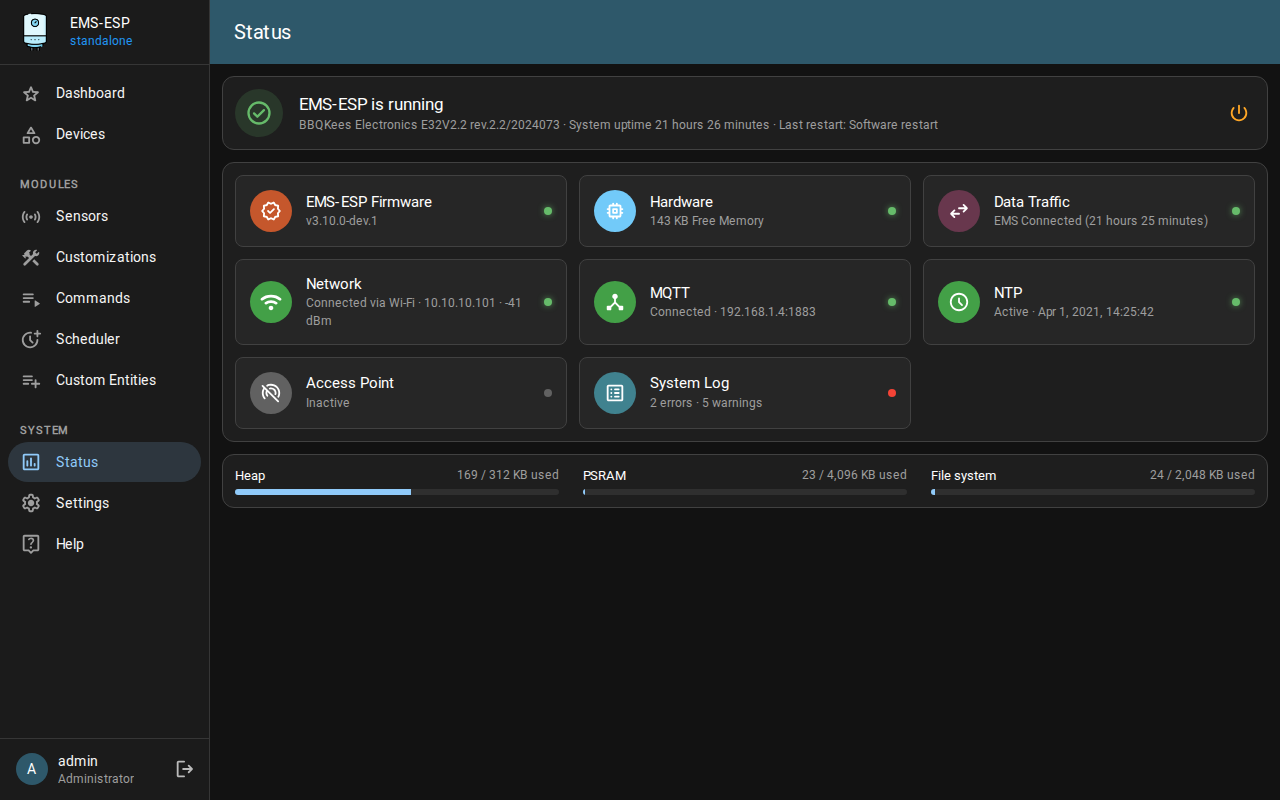 EMS-ESP
standalone
Dashboard
Devices
MODULES
Sensors
Customizations
Commands
Scheduler
Custom Entities
SYSTEM
Status
Settings
Help
A
admin
Administrator
Status
EMS-ESP is running
BBQKees Electronics E32V2.2 rev.2.2/2024073 · System uptime 21 hours 26 minutes · Last restart: Software restart
EMS-ESP Firmware
v3.10.0-dev.1
Hardware
143 KB Free Memory
Data Traffic
EMS Connected (21 hours 25 minutes)
Network
Connected via Wi-Fi · 10.10.10.101 · -41
dBm
MQTT
Connected · 192.168.1.4:1883
NTP
Active · Apr 1, 2021, 14:25:42
Access Point
Inactive
System Log
2 errors · 5 warnings
Heap
169 / 312 KB used
PSRAM
23 / 4,096 KB used
File system
24 / 2,048 KB used